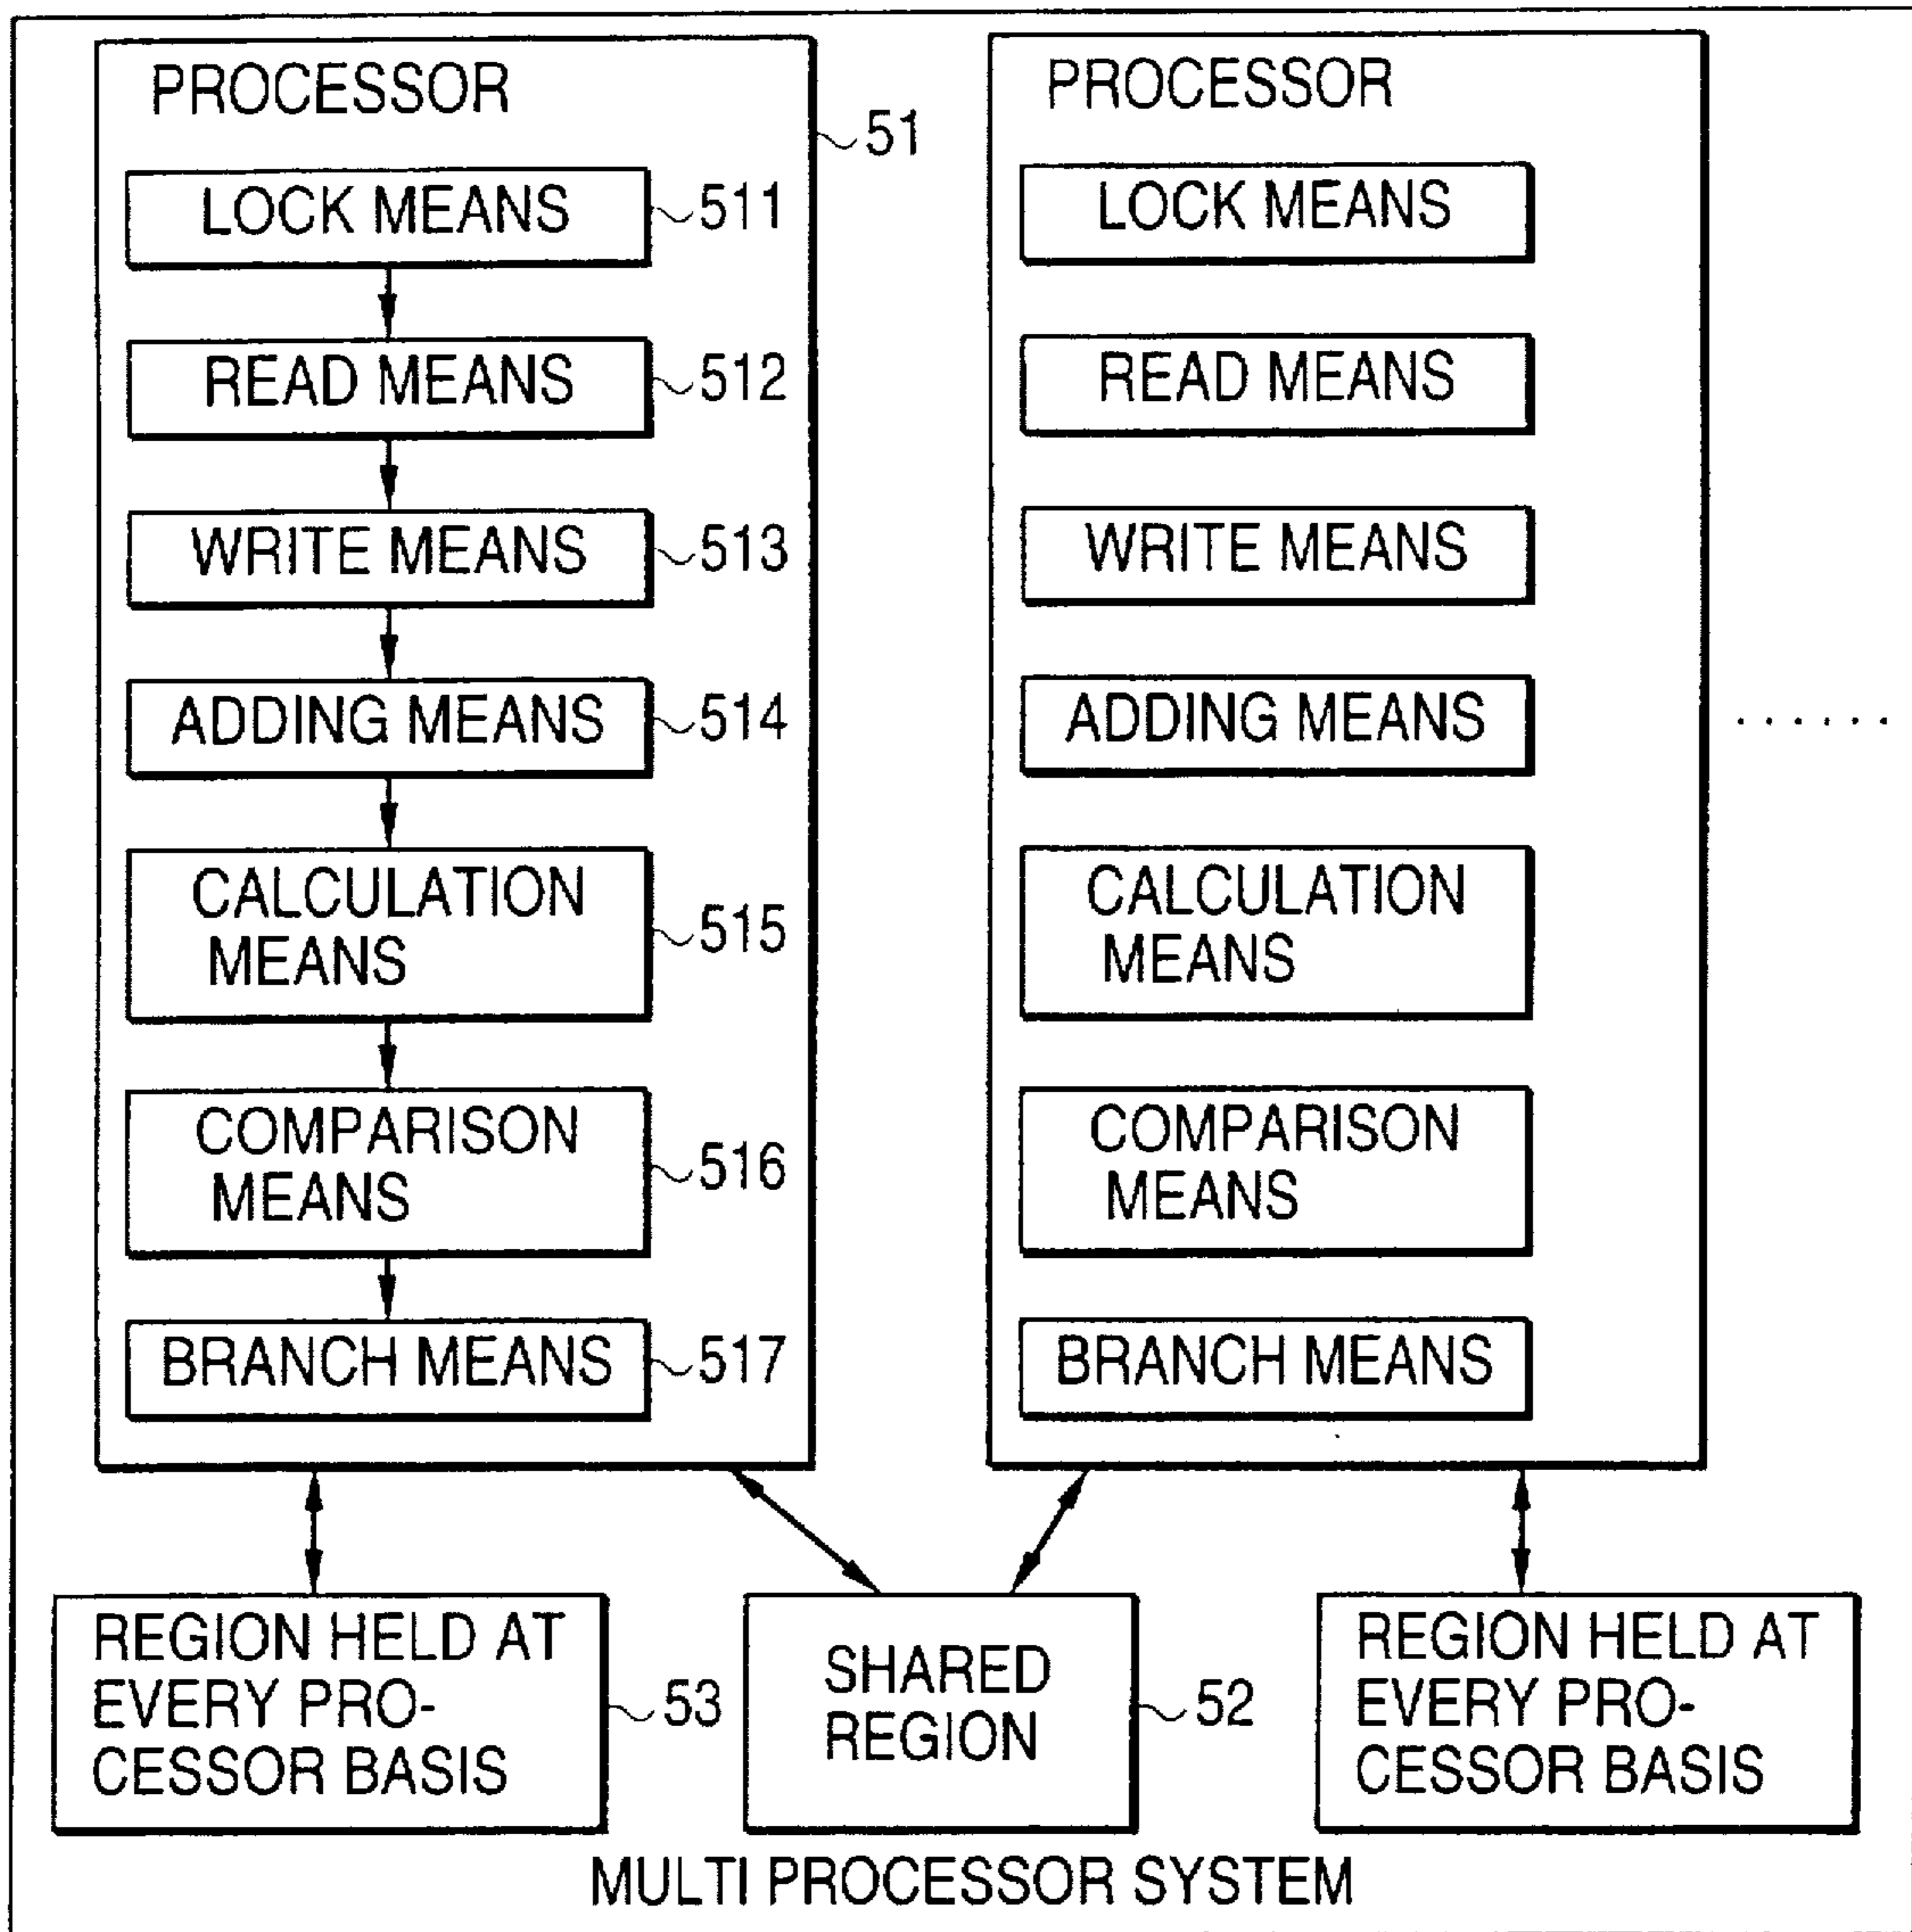 PROCESSOR
51
LOCK MEANS
511
READ MEANS
512
WRITE MEANS
513
ADDING MEANS
514
CALCULATION
MEANS
515
COMPARISON
MEANS
516
BRANCH MEANS
517
PROCESSOR
LOCK MEANS
READ MEANS
WRITE MEANS
ADDING MEANS
......
CALCULATION
MEANS
COMPARISON
MEANS
BRANCH MEANS
REGION HELD AT
EVERY PRO-
CESSOR BASIS
53
SHARED
REGION
52
REGION HELD AT
EVERY PRO-
CESSOR BASIS
MULTI PROCESSOR SYSTEM